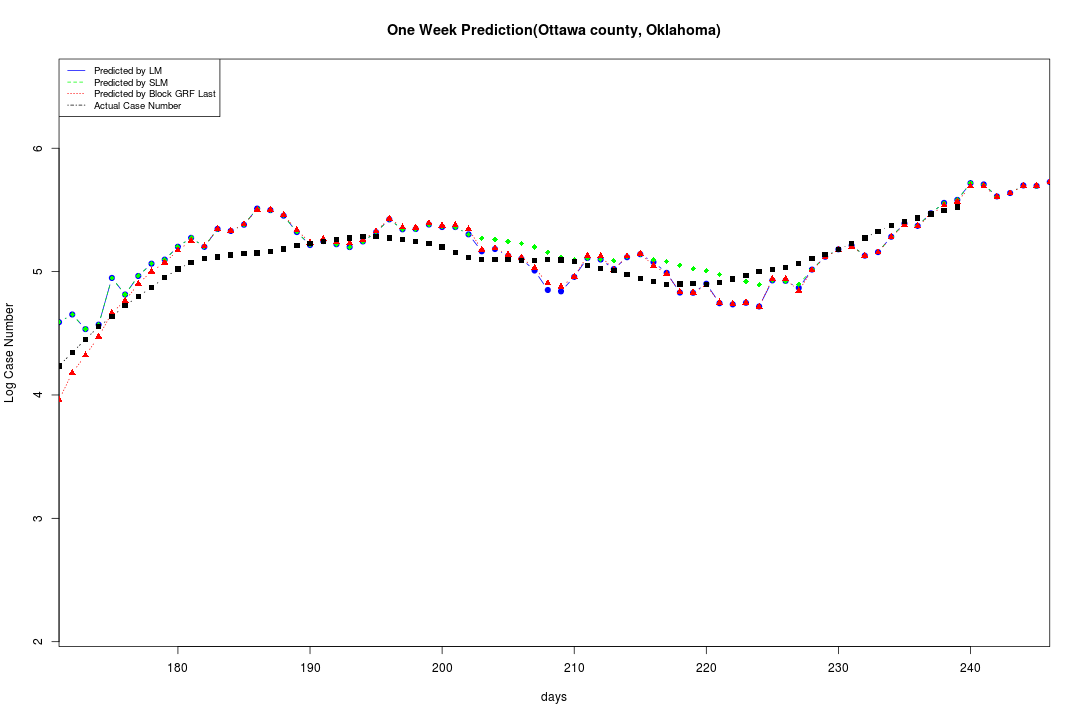 One Week Prediction(Ottawa county, Oklahoma)
Predicted by LM
Predicted by SLM
Predicted by Block GRF Last
Actual Case Number
Log Case Number
6
5
4
3
2
180 190 200 210 220 230 240
days